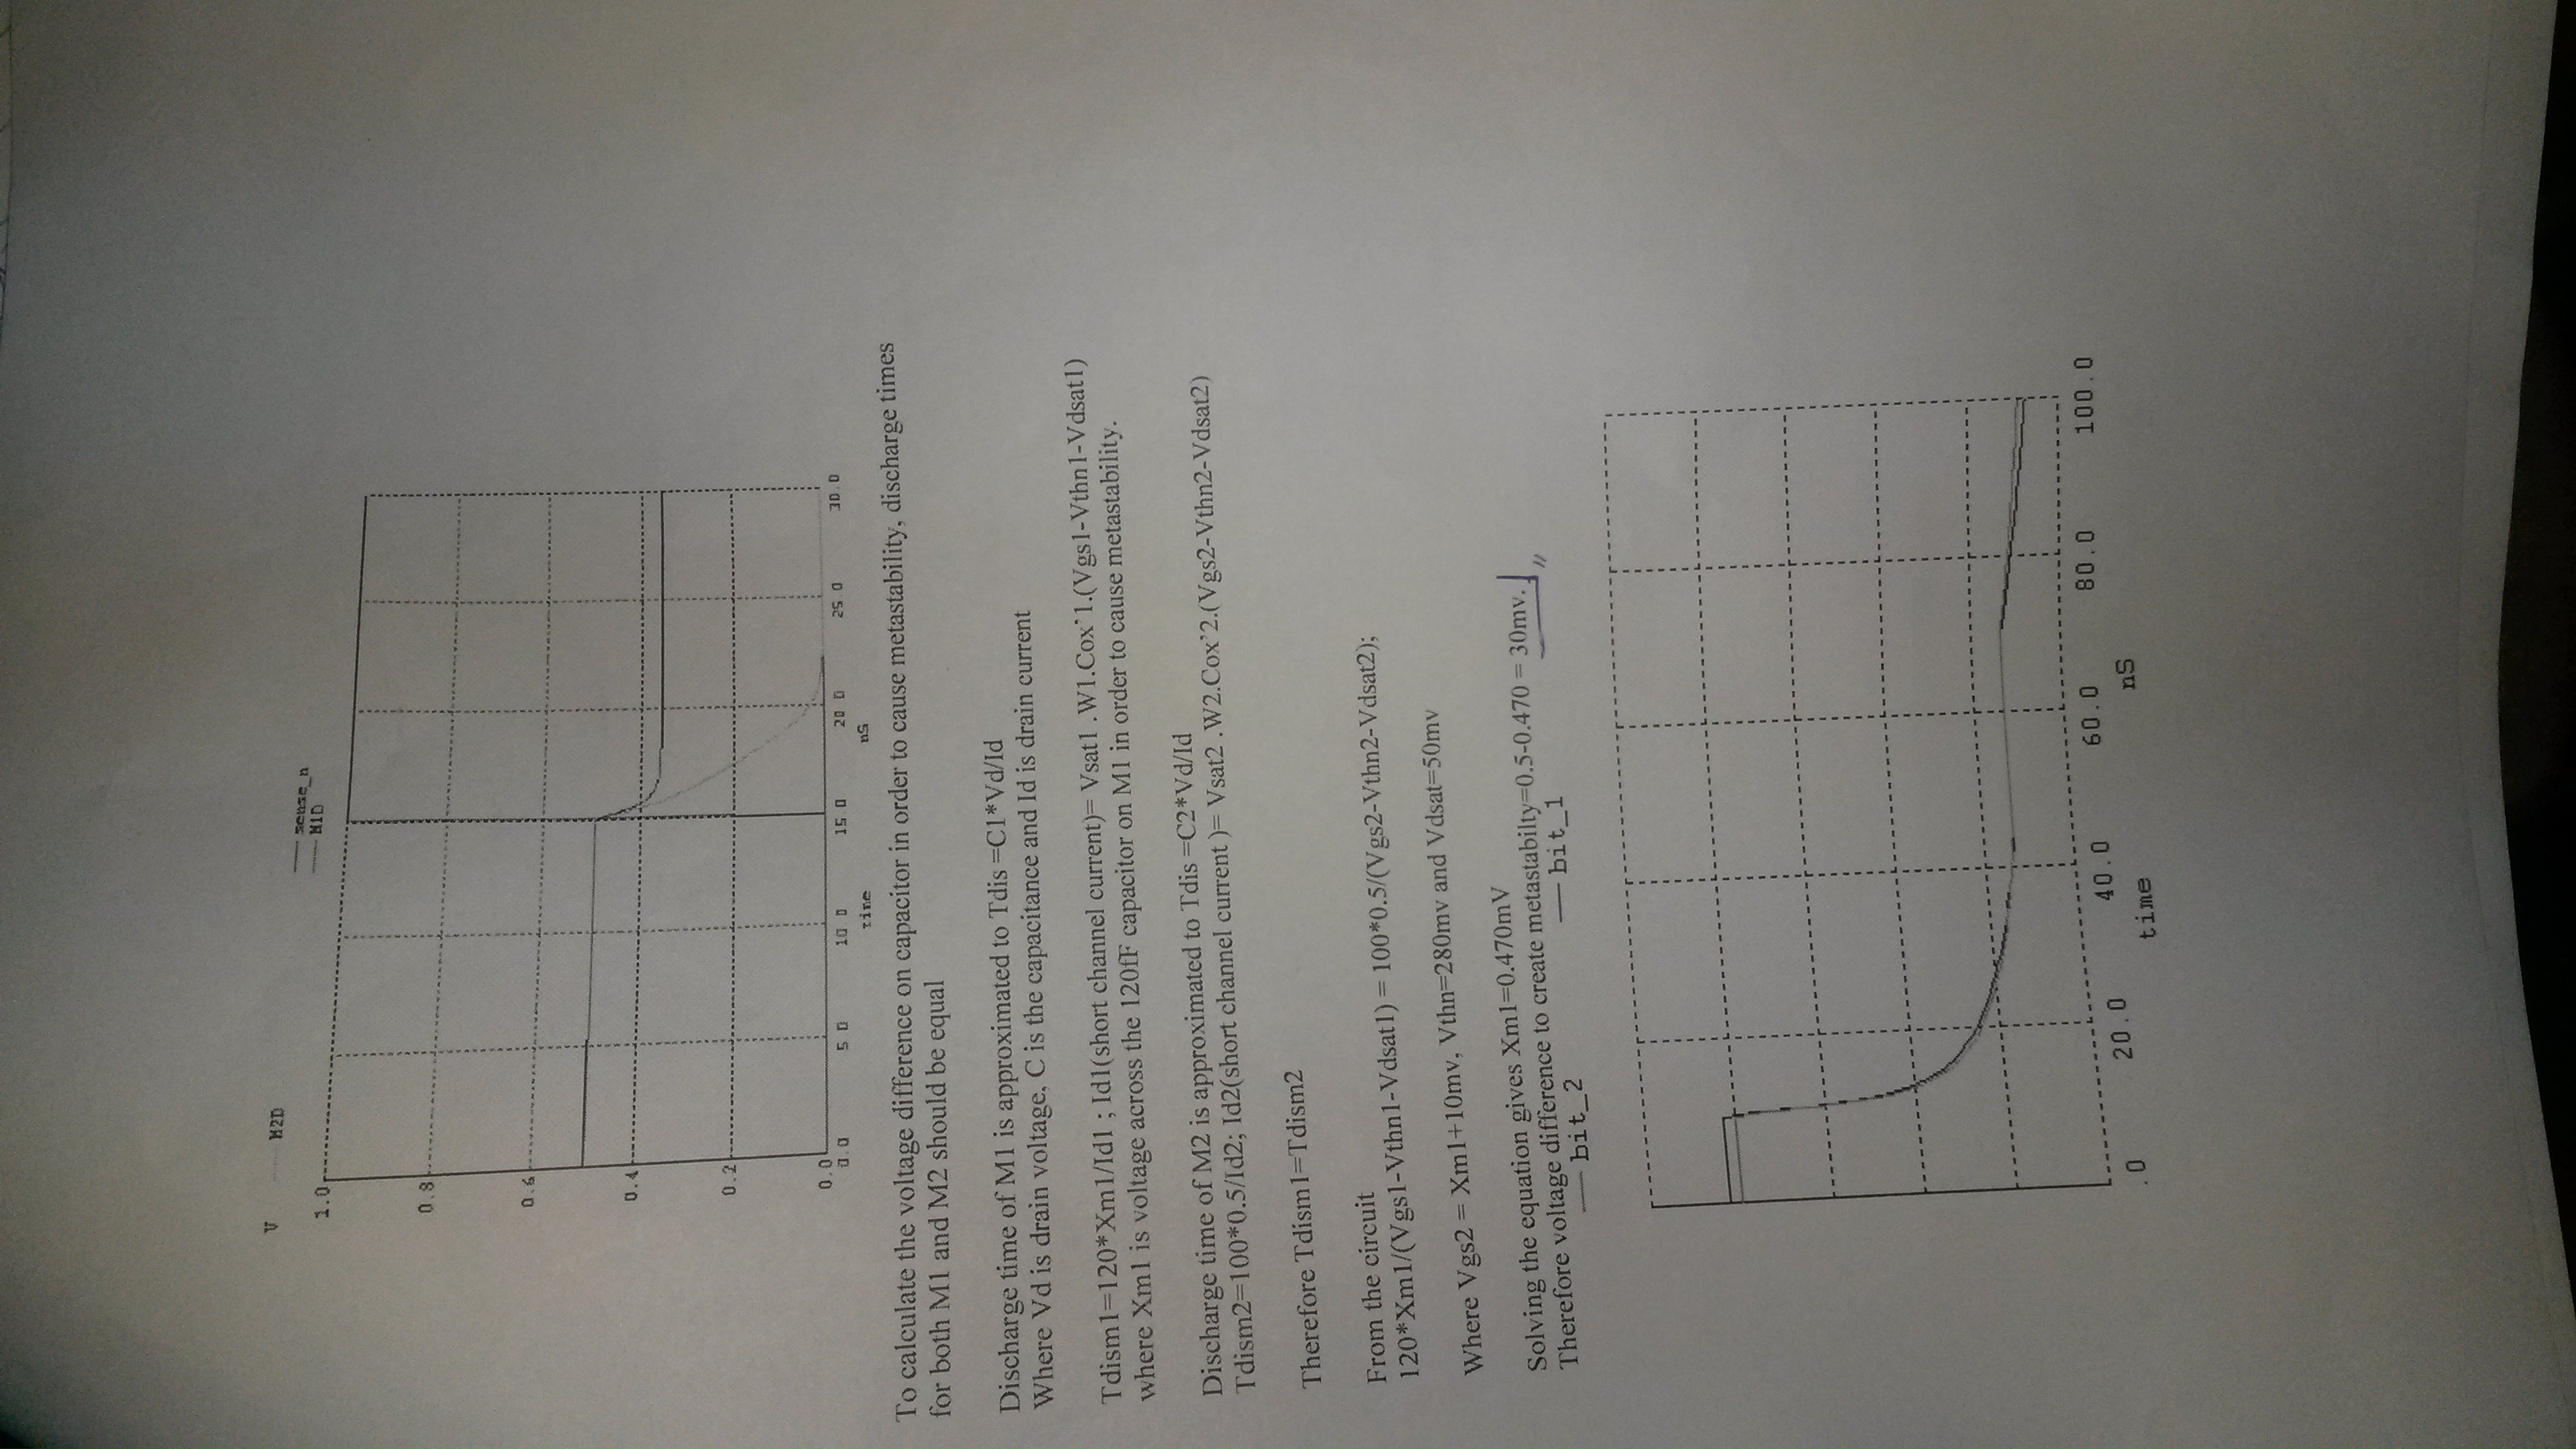 V M2D
sense_n
M1D
1.0
0.8
0.6
0.4
0.2
0.0
0.0 5 0 10 0 15 0 20 0 25 0 30.0
time nS
To calculate the voltage difference on capacitor in order to cause metastability, discharge times
for both M1 and M2 should be equal
Discharge time of M1 is approximated to Tdis =C1*Vd/Id
Where Vd is drain voltage, C is the capacitance and Id is drain current
Tdism1=120*Xm1/Id1 ; Id1(short channel current)= Vsat1 .W1.Cox'1.(Vgs1-Vthn1-Vdsat1)
where Xm1 is voltage across the 120fF capacitor on M1 in order to cause metastability.
Discharge time of M2 is approximated to Tdis =C2*Vd/Id
Tdism2=100*0.5/Id2; Id2(short channel current )= Vsat2 .W2.Cox'2.(Vgs2-Vthn2-Vdsat2)
Therefore Tdism1=Tdism2
From the circuit
120*Xm1/(Vgs1-Vthn1-Vdsat1) = 100*0.5/(Vgs2-Vthn2-Vdsat2);
Where Vgs2 = Xm1+10mv, Vthn=280mv and Vdsat=50mv
Solving the equation gives Xm1=0.470mV
Therefore voltage difference to create metastabilty=0.5-0.470 = 30mv.
bit_2 bit_1
.0 20.0 40.0 60.0 80.0 100.0
time nS